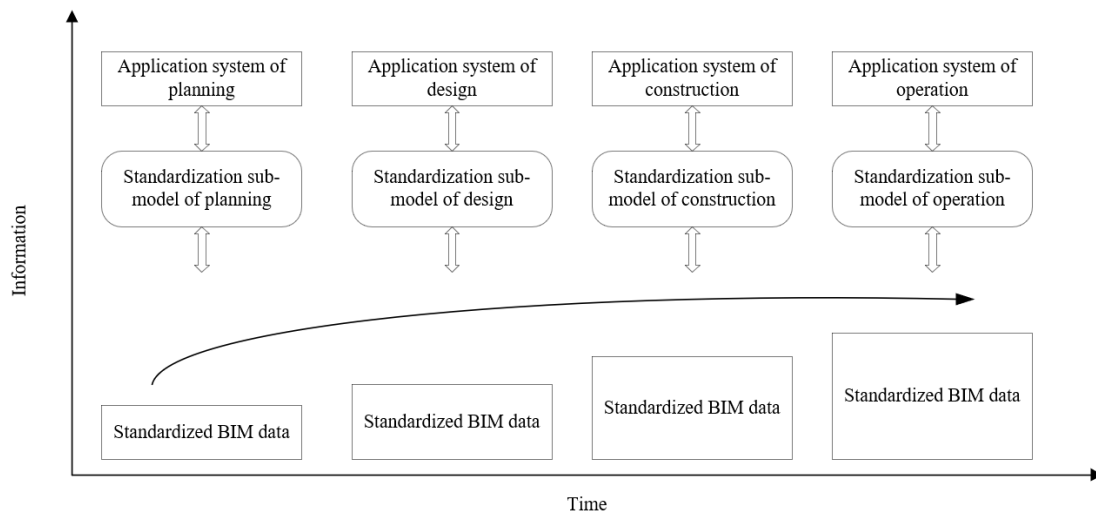 Application system of
planning
Application system of
design
Application system of
construction
Application system of
operation
Standardization sub-
model of planning
Standardization sub-
model of design
Standardization sub-
model of construction
Standardization sub-
model of operation
Information
Standardized BIM data
Standardized BIM data
Standardized BIM data
Standardized BIM data
Time